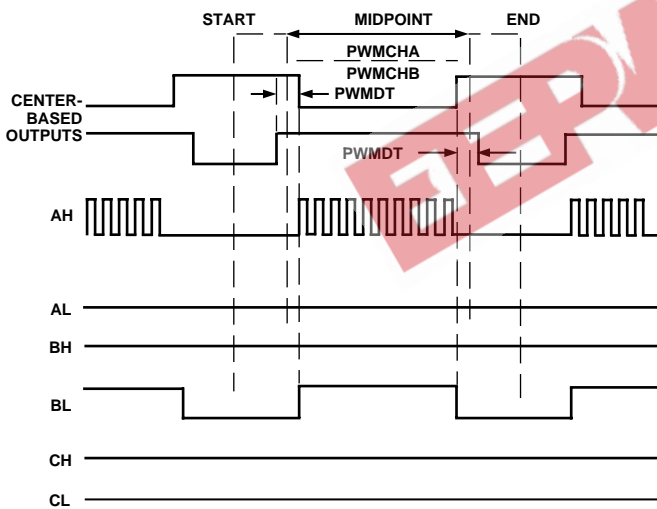 START MIDPOINT END
PWMCHA
PWMCHB
PWMDT
CENTER-
BASED
OUTPUTS
PWMDT
AH
AL
BH
BL
CH
CL